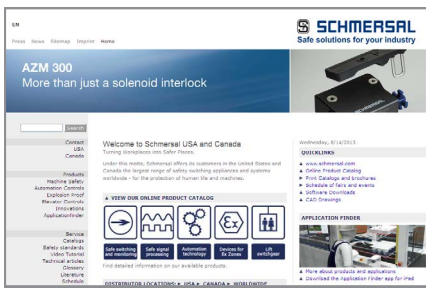 EN
SCHMERSAL
Safe solutions for your industry
Press News Sitemap Imprint Home
AZM 300
More than just a solenoid interlock
Search
Contact
USA
Canada
Products
Machine Safety
Automation Controls
Explosion Proof
Elevator Controls
Innovations
Applicationfinder
Service
Catalogs
Safety standards
Video Tutorial
Technical articles
Glossary
Literature
Schedule
Welcome to Schmersal USA and Canada
Turning Workplaces into Safer Places.
Under this motto, Schmersal offers its customers in the United States and
Canada the largest range of safety switching appliances and systems
worldwide - for the protection of human life and machines.
VIEW OUR ONLINE PRODUCT CATALOG
Safe switching and monitoring
Safe signal processing
Automation technology
Devices for Ex Zones
Lift switchgear
Find detailed information on our available products.
DISTRIBUTOR LOCATIONS: USA CANADA WORLDWIDE
Wednesday, 8/14/2013
QUICKLINKS
www.schmersal.com
Online Product Catalog
Print Catalogs and brochures
Schedule of fairs and events
Software Downloads
CAD Drawings
APPLICATION FINDER
More about products and applications
Download the Application Finder app for iPad